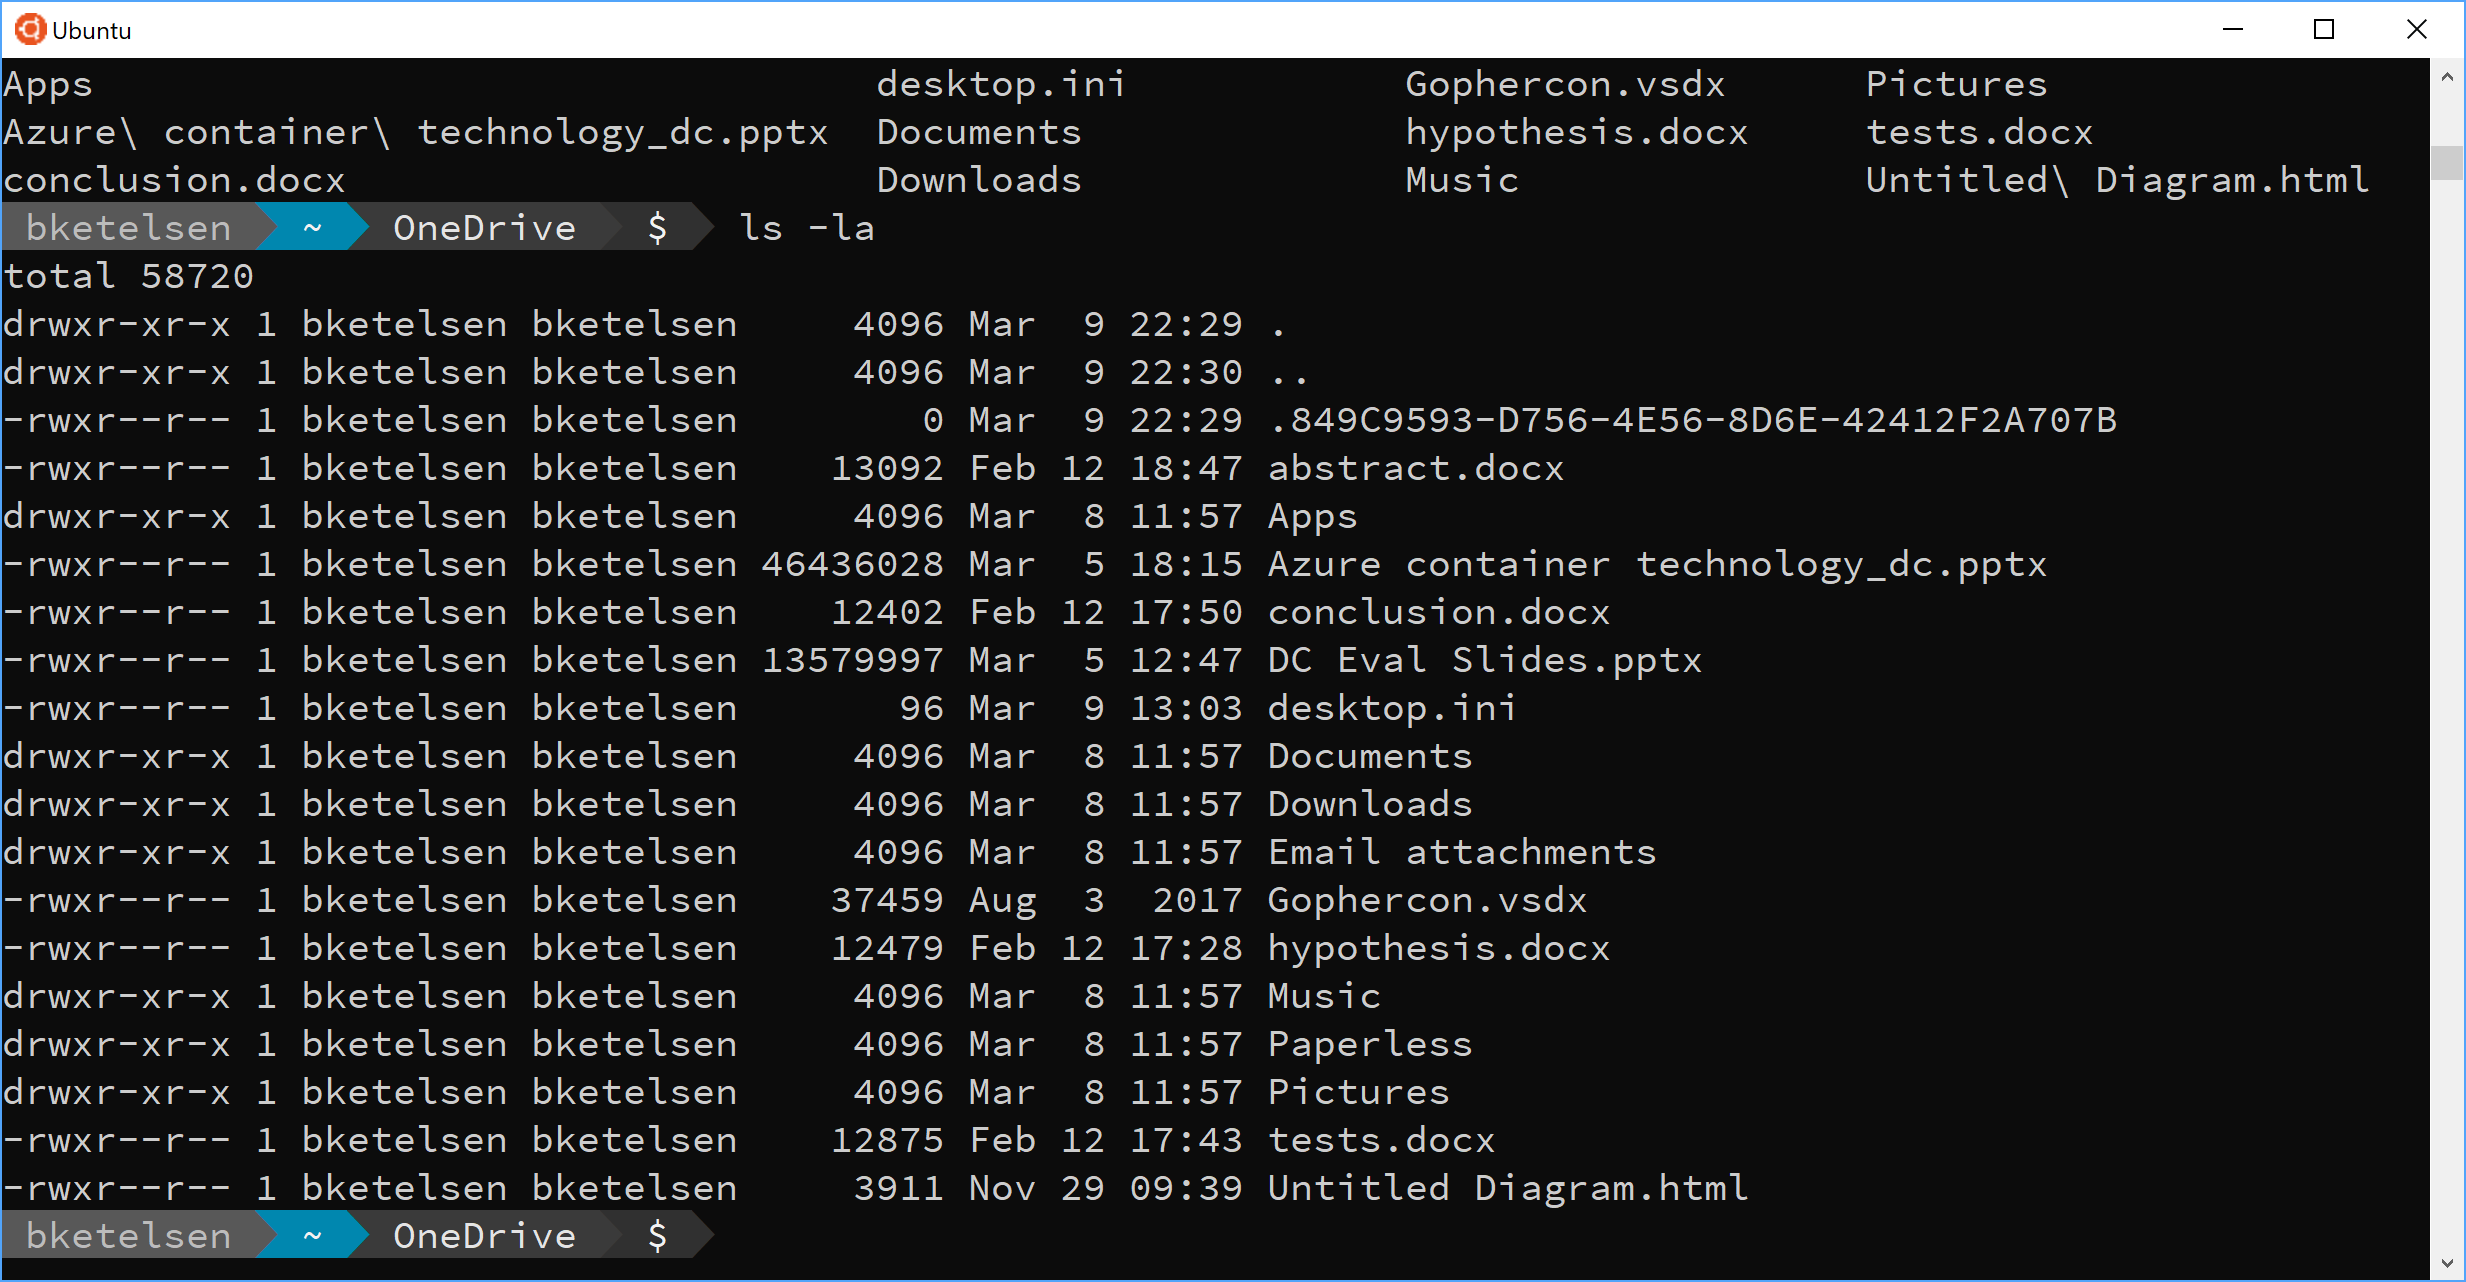 Ubuntu
Apps                                  desktop.ini            Gophercon.vsdx      Pictures
Azure\ container\ technology_dc.pptx  Documents              hypothesis.docx     tests.docx
conclusion.docx                       Downloads              Music               Untitled\ Diagram.html
bketelsen ~ OneDrive $ ls -la
total 58720
drwxr-xr-x 1 bketelsen bketelsen     4096 Mar  9 22:29 .
drwxr-xr-x 1 bketelsen bketelsen     4096 Mar  9 22:30 ..
-rwxr--r-- 1 bketelsen bketelsen        0 Mar  9 22:29 .849C9593-D756-4E56-8D6E-42412F2A707B
-rwxr--r-- 1 bketelsen bketelsen    13092 Feb 12 18:47 abstract.docx
drwxr-xr-x 1 bketelsen bketelsen     4096 Mar  8 11:57 Apps
-rwxr--r-- 1 bketelsen bketelsen 46436028 Mar  5 18:15 Azure container technology_dc.pptx
-rwxr--r-- 1 bketelsen bketelsen    12402 Feb 12 17:50 conclusion.docx
-rwxr--r-- 1 bketelsen bketelsen 13579997 Mar  5 12:47 DC Eval Slides.pptx
-rwxr--r-- 1 bketelsen bketelsen       96 Mar  9 13:03 desktop.ini
drwxr-xr-x 1 bketelsen bketelsen     4096 Mar  8 11:57 Documents
drwxr-xr-x 1 bketelsen bketelsen     4096 Mar  8 11:57 Downloads
drwxr-xr-x 1 bketelsen bketelsen     4096 Mar  8 11:57 Email attachments
-rwxr--r-- 1 bketelsen bketelsen    37459 Aug  3  2017 Gophercon.vsdx
-rwxr--r-- 1 bketelsen bketelsen    12479 Feb 12 17:28 hypothesis.docx
drwxr-xr-x 1 bketelsen bketelsen     4096 Mar  8 11:57 Music
drwxr-xr-x 1 bketelsen bketelsen     4096 Mar  8 11:57 Paperless
drwxr-xr-x 1 bketelsen bketelsen     4096 Mar  8 11:57 Pictures
-rwxr--r-- 1 bketelsen bketelsen    12875 Feb 12 17:43 tests.docx
-rwxr--r-- 1 bketelsen bketelsen     3911 Nov 29 09:39 Untitled Diagram.html
bketelsen ~ OneDrive $